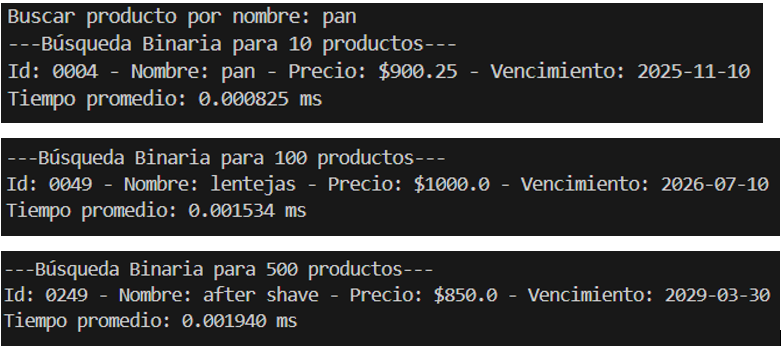 Buscar producto por nombre: pan
---Búsqueda Binaria para 10 productos---
Id: 0004 - Nombre: pan - Precio: $900.25 - Vencimiento: 2025-11-10
Tiempo promedio: 0.000825 ms
---Búsqueda Binaria para 100 productos---
Id: 0049 - Nombre: lentejas - Precio: $1000.0 - Vencimiento: 2026-07-10
Tiempo promedio: 0.001534 ms
---Búsqueda Binaria para 500 productos---
Id: 0249 - Nombre: after shave - Precio: $850.0 - Vencimiento: 2029-03-30
Tiempo promedio: 0.001940 ms